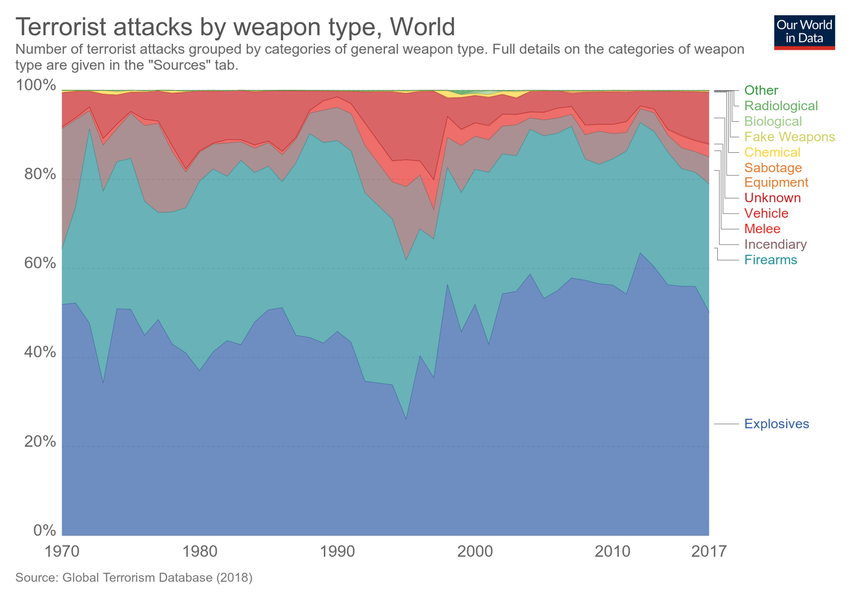 Terrorist attacks by weapon type, World
Our World
in Data
Number of terrorist attacks grouped by categories of general weapon type. Full details on the categories of weapon
type are given in the "Sources" tab.
100%
80%
60%
40%
20%
0%
1970
1980
1990
2000
2010
2017
Other
Radiological
Biological
Fake Weapons
Chemical
Sabotage
Equipment
Unknown
Vehicle
Melee
Incendiary
Firearms
Explosives
Source: Global Terrorism Database (2018)